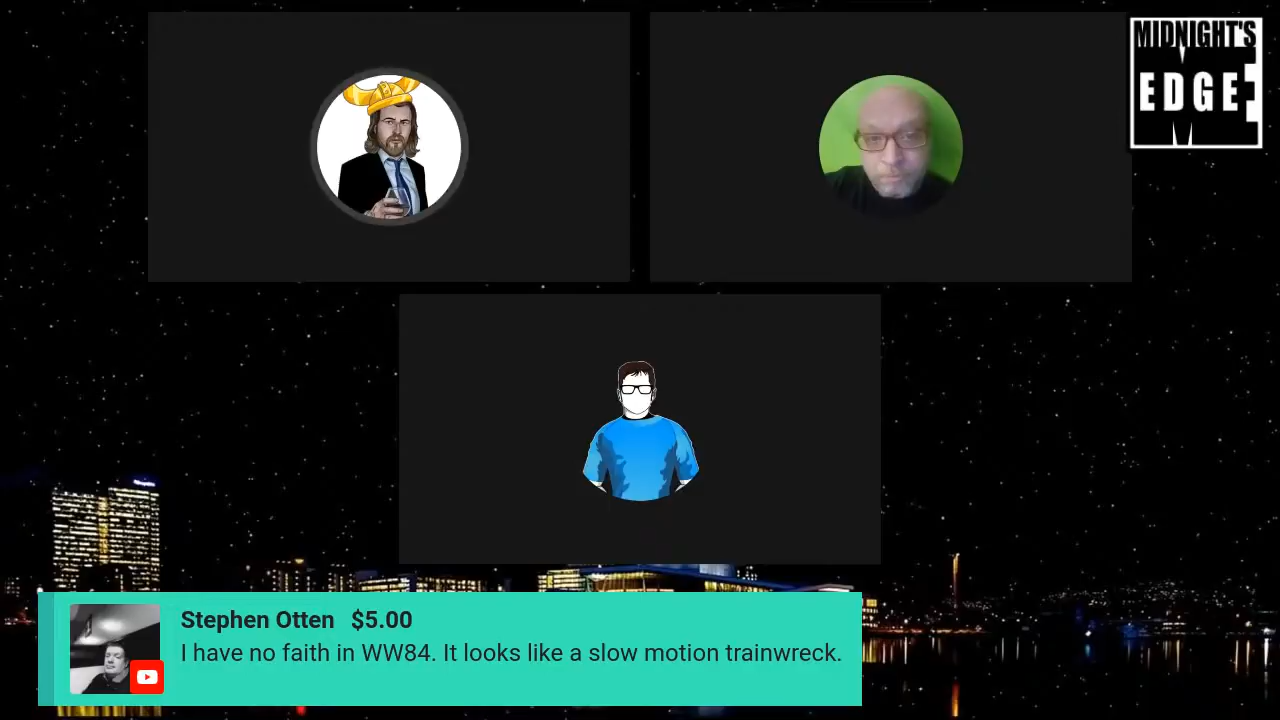 MIDNIGHT'S
EDGE
Stephen Otten $5.00
I have no faith in WW84. It looks like a slow motion trainwreck.